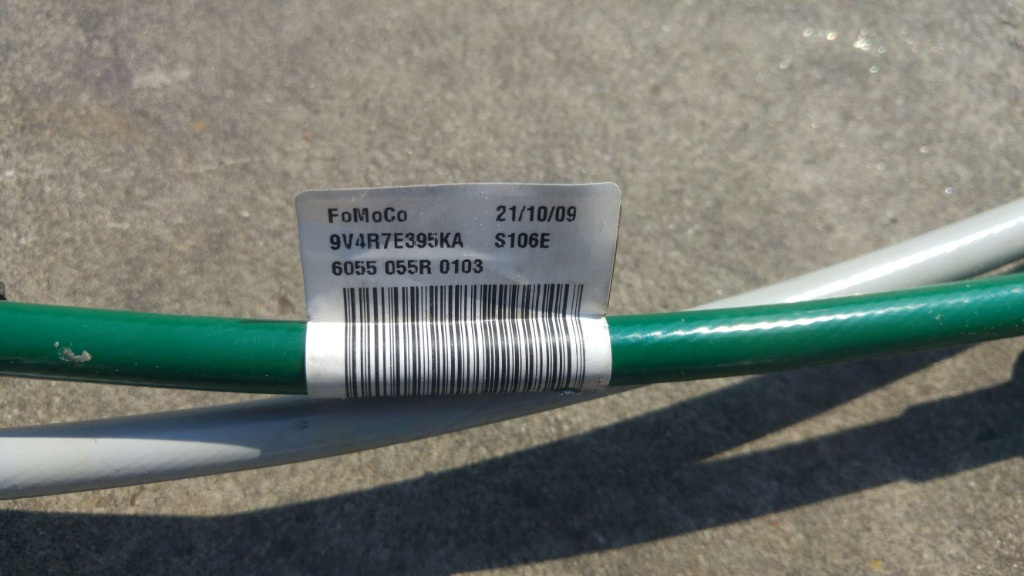 FoMoCo 21/10/09
9V4R7E395KA S106E
6055 055R 0103